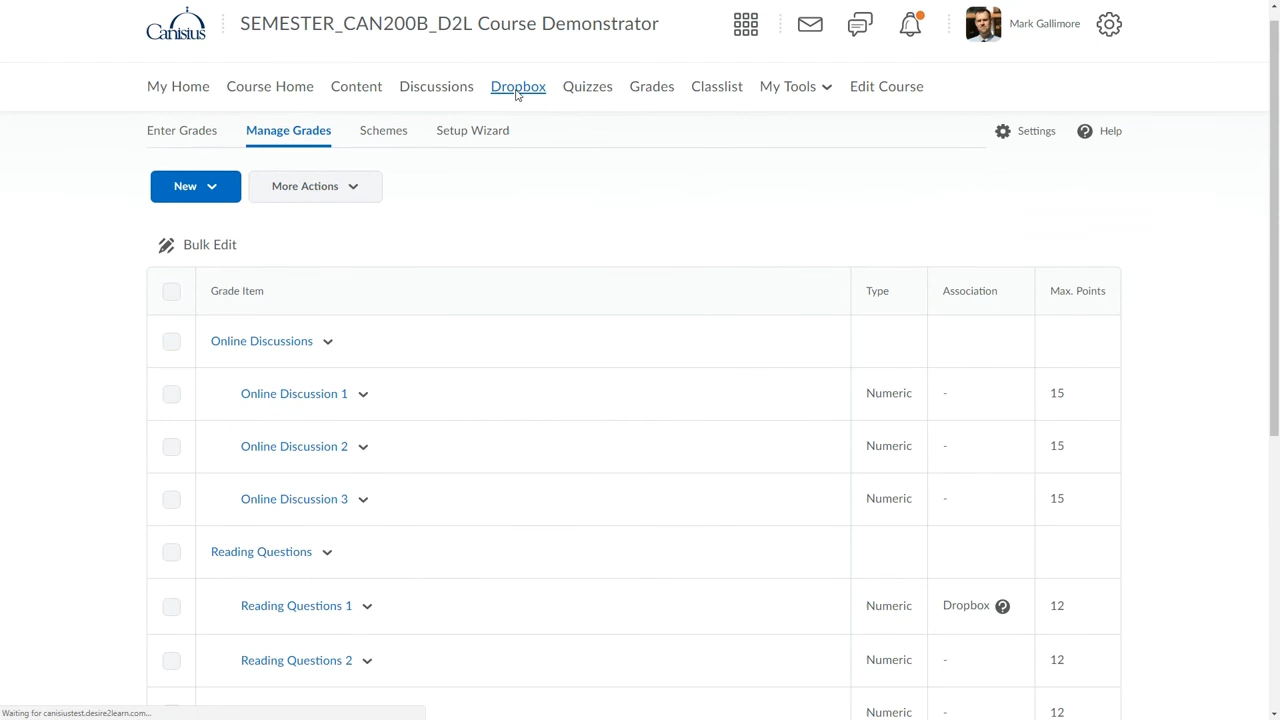 Canisius
SEMESTER_CAN200B_D2L Course Demonstrator
Mark Gallimore
My Home Course Home Content Discussions Dropbox Quizzes Grades Classlist My Tools Edit Course
Enter Grades Manage Grades Schemes Setup Wizard Settings Help
New More Actions
Bulk Edit
Grade Item Type Association Max. Points
Online Discussions
Online Discussion 1 Numeric - 15
Online Discussion 2 Numeric - 15
Online Discussion 3 Numeric - 15
Reading Questions
Reading Questions 1 Numeric Dropbox 12
Reading Questions 2 Numeric - 12
Numeric - 12
Waiting for canisiustest.desire2learn.com...